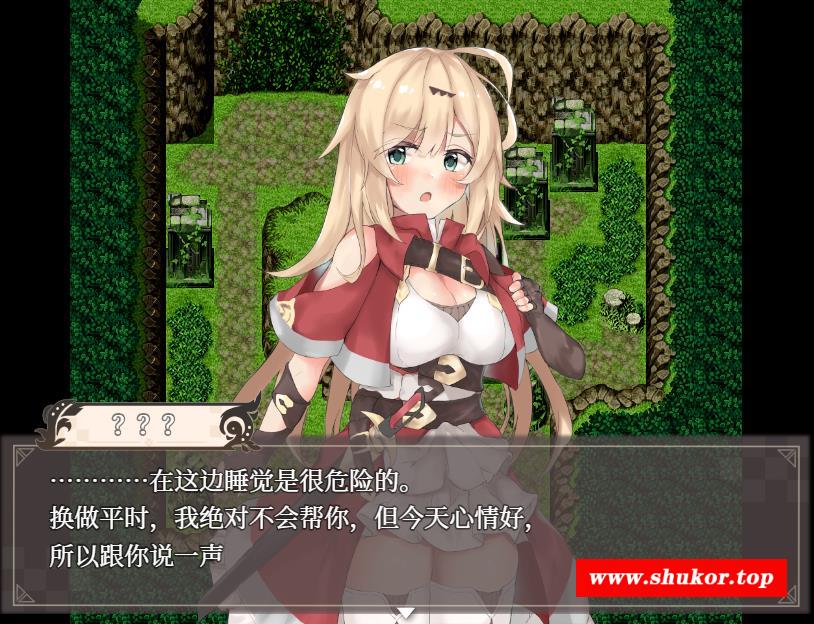 ？？？
…………在这边睡觉是很危险的。
换做平时，我绝对不会帮你，但今天心情好，
所以跟你说一声
www.shukor.top